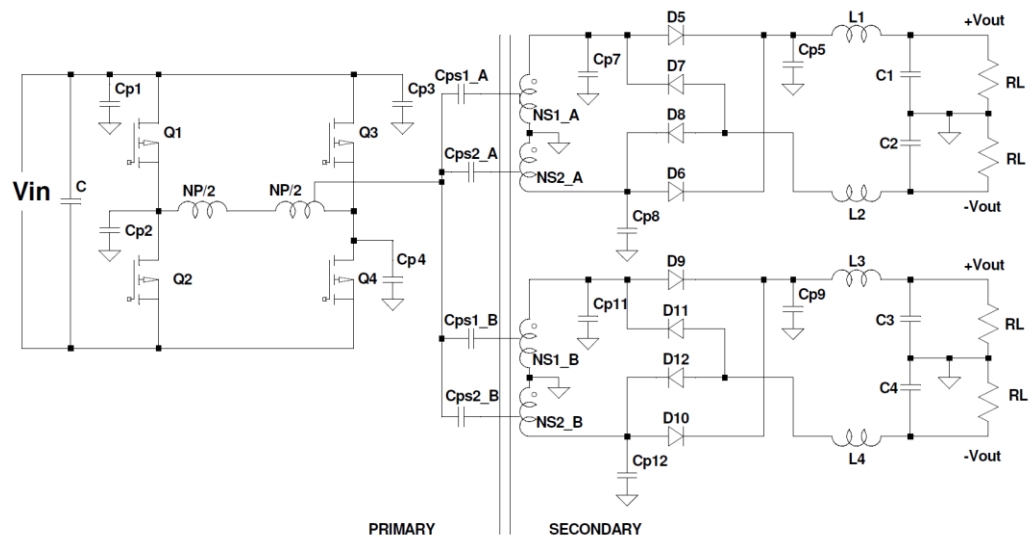 D5
L1
+Vout
Cp1
Cp3
Cps1_A
Cp7
D7
Cp5
C1
RL
Q1
Q3
NS1_A
D8
Cps2_A
C2
RL
Vin
C
NP/2
NP/2
NS2_A
D6
L2
-Vout
Cp2
Cp8
Q2
Q4
Cp4
D9
L3
+Vout
Cp11
Cp9
Cps1_B
D11
C3
RL
NS1_B
D12
Cps2_B
C4
RL
NS2_B
D10
L4
-Vout
Cp12
PRIMARY
SECONDARY